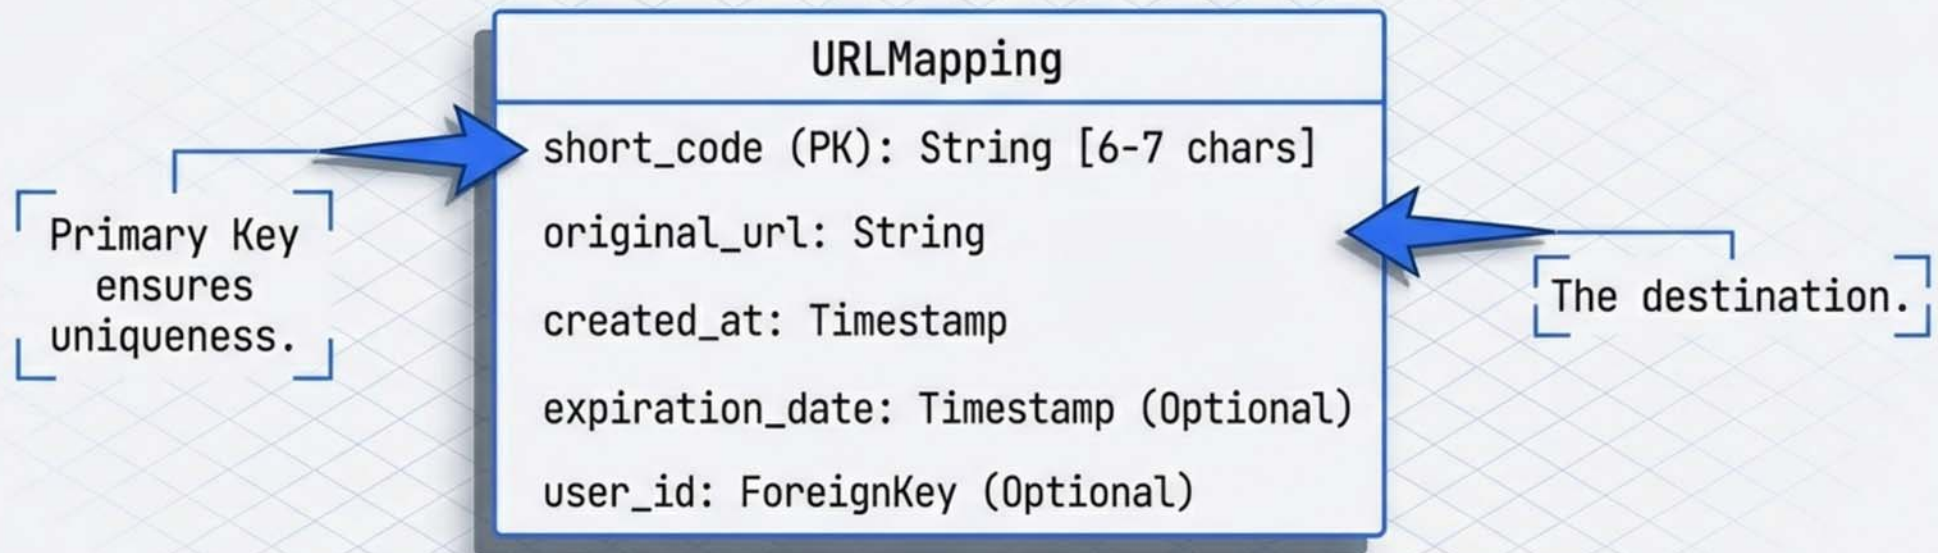 URLMapping
short_code (PK): String [6-7 chars]
original_url: String
created_at: Timestamp
expiration_date: Timestamp (Optional)
user_id: ForeignKey (Optional)
Primary Key
ensures
uniqueness.
The destination.